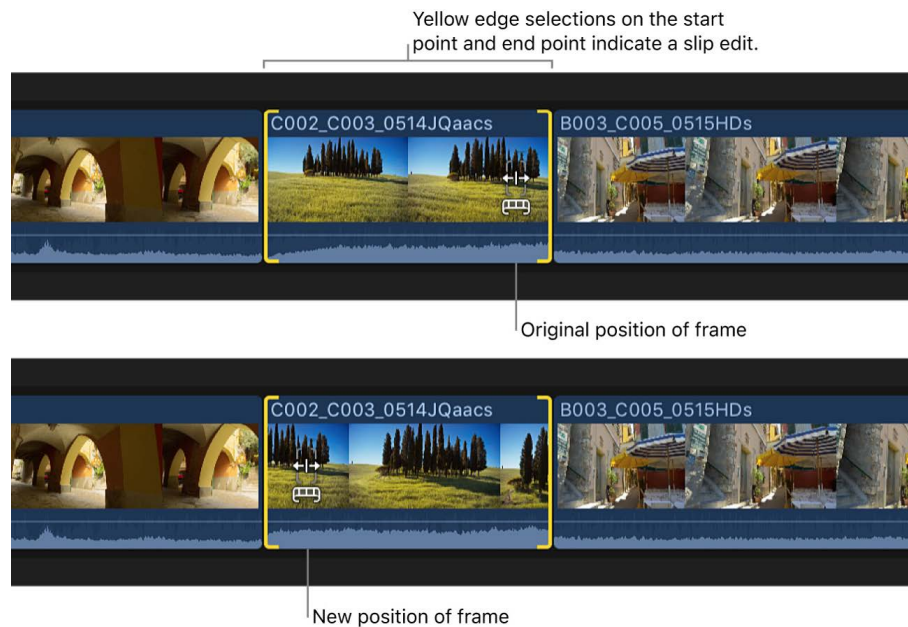 Yellow edge selections on the start
point and end point indicate a slip edit.
C002_C003_0514JQaacs
B003_C005_0515HDs
Original position of frame
C002_C003_0514JQaacs
B003_C005_0515HDs
New position of frame